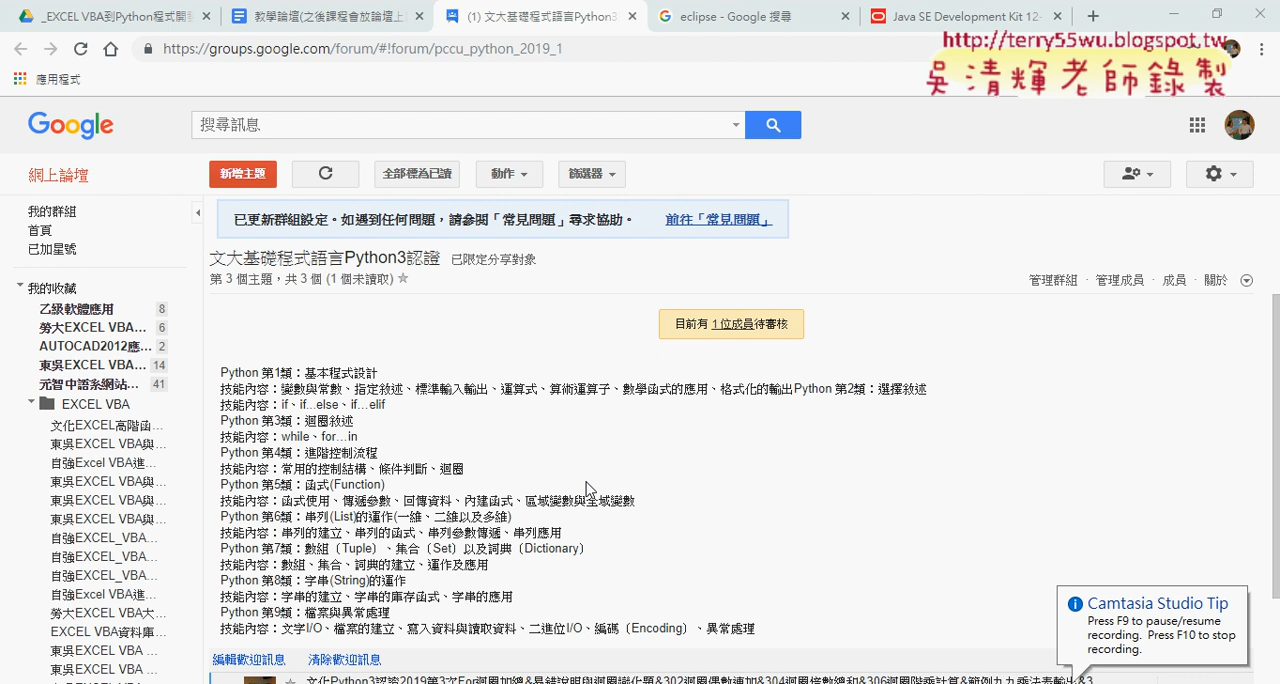 _EXCEL VBA到Python程式開發
教學論壇(之後課程會放論壇上
(1) 文大基礎程式語言Python3
eclipse - Google 搜尋
Java SE Development Kit 12-
https://groups.google.com/forum/#!forum/pccu_python_2019_1
http://terry55wu.blogspot.tw
應用程式
吳清輝老師錄製
Google
搜尋訊息
網上論壇
新增主題
全部標為已讀
動作
篩選器
我的群組
首頁
已加星號
已更新群組設定。如遇到任何問題，請參閱「常見問題」尋求協助。
前往「常見問題」
文大基礎程式語言Python3認證 已限定分享對象
第 3 個主題，共 3 個 (1 個未讀取)
管理群組 · 管理成員 · 成員 · 關於
我的收藏
乙級軟體應用 8
勞大EXCEL VBA... 6
AUTOCAD2012應... 2
東吳EXCEL VBA... 14
元智中語系網站... 41
EXCEL VBA
文化EXCEL高階函...
東吳EXCEL VBA與...
自強Excel VBA進...
東吳EXCEL VBA與...
東吳EXCEL VBA與...
東吳EXCEL VBA與...
自強EXCEL_VBA...
自強EXCEL_VBA...
自強EXCEL_VBA...
自強Excel VBA進...
勞大EXCEL VBA大...
EXCEL VBA資料庫...
東吳EXCEL VBA ...
東吳EXCEL VBA ...
目前有 1 位成員待審核
Python 第1類：基本程式設計
技能內容：變數與常數、指定敘述、標準輸入輸出、運算式、算術運算子、數學函式的應用、格式化的輸出Python 第2類：選擇敘述
技能內容：if、if...else、if...elif
Python 第3類：迴圈敘述
技能內容：while、for...in
Python 第4類：進階控制流程
技能內容：常用的控制結構、條件判斷、迴圈
Python 第5類：函式(Function)
技能內容：函式使用、傳遞參數、回傳資料、內建函式、區域變數與全域變數
Python 第6類：串列(List)的運作(一維、二維以及多維)
技能內容：串列的建立、串列的函式、串列參數傳遞、串列應用
Python 第7類：數組（Tuple）、集合（Set）以及詞典（Dictionary）
技能內容：數組、集合、詞典的建立、運作及應用
Python 第8類：字串(String)的運作
技能內容：字串的建立、字串的庫存函式、字串的應用
Python 第9類：檔案與異常處理
技能內容：文字I/O、檔案的建立、寫入資料與讀取資料、二進位I/O、編碼（Encoding）、異常處理
編輯歡迎訊息 清除歡迎訊息
Camtasia Studio Tip
Press F9 to pause/resume
recording. Press F10 to stop
recording.